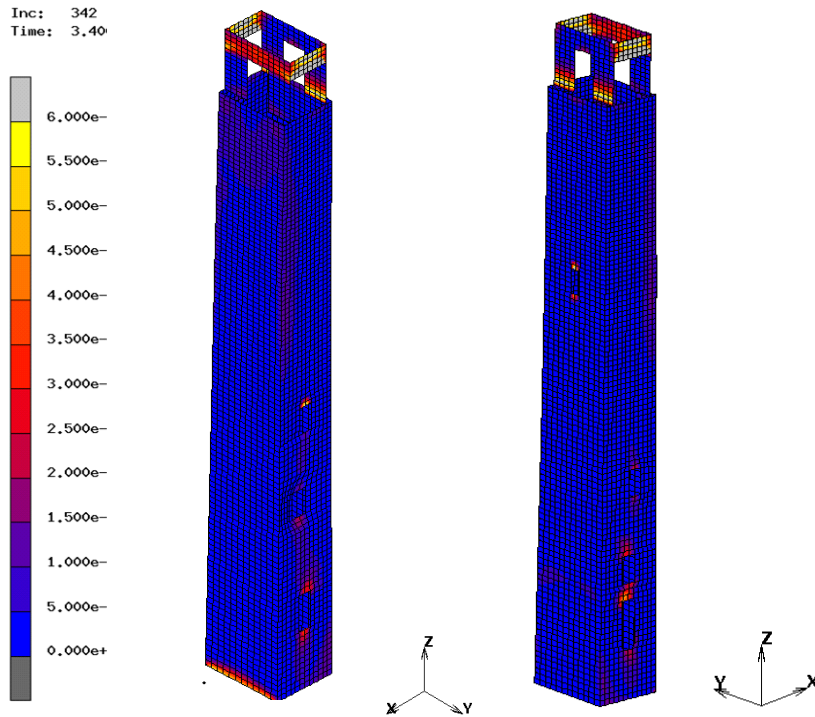 Inc: 342
Time: 3.40
6.000e-
5.500e-
5.000e-
4.500e-
4.000e-
3.500e-
3.000e-
2.500e-
2.000e-
1.500e-
1.000e-
5.000e-
0.000e+
Z
X
Y
Z
Y
X